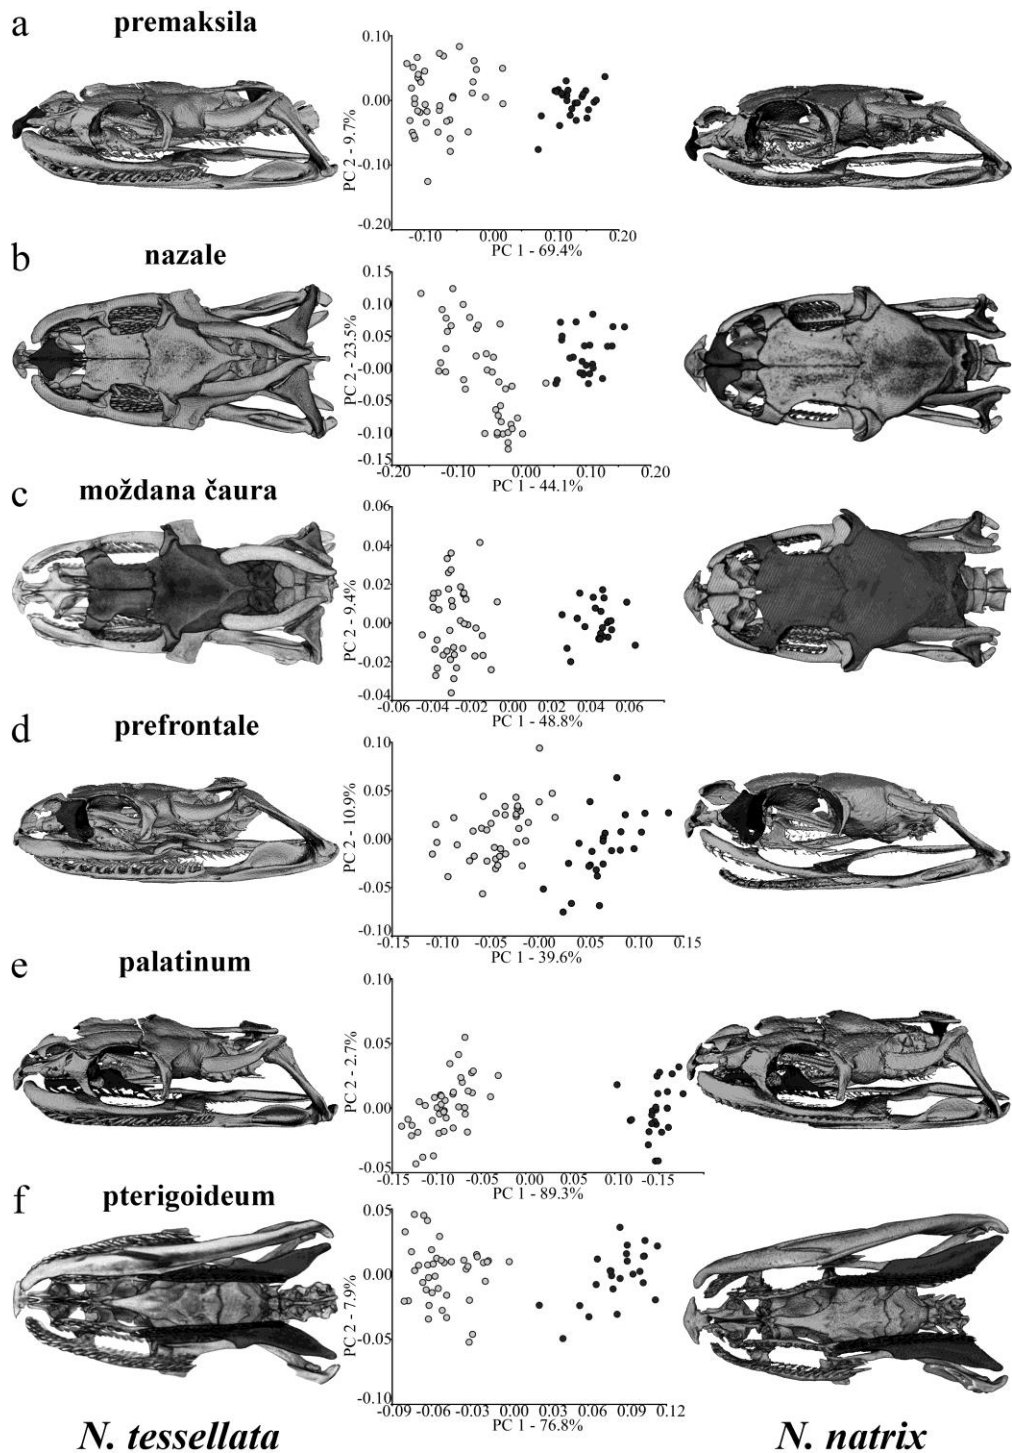 a premaksila
0.10
0.00
-0.10
-0.20
PC 2 - 9.7%
-0.10 0.00 0.10 0.20
PC 1 - 69.4%
b nazale
0.15
0.10
0.05
-0.00
-0.05
-0.10
-0.15
PC 2 - 23.5%
-0.20 -0.10 0.00 0.10 0.20
PC 1 - 44.1%
c moždana čaura
0.06
0.04
0.02
0.00
-0.02
-0.04
PC 2 - 9.4%
-0.06 -0.04 -0.02 0.00 0.02 0.04 0.06
PC 1 - 48.8%
d prefrontale
0.10
0.05
0.00
-0.05
-0.10
PC 2 - 10.9%
-0.15 -0.10 -0.05 -0.00 0.05 0.10 0.15
PC 1 - 39.6%
e palatinum
0.10
0.05
0.00
-0.05
PC 2 - 2.7%
-0.15 -0.10 -0.05 0.00 0.05 0.10 -0.15
PC 1 - 89.3%
f pterigoideum
0.05
0.00
-0.05
-0.10
PC 2 - 7.9%
-0.09 -0.06 -0.03 0.00 0.03 0.06 0.09 0.12
PC 1 - 76.8%
N. tessellata N. natrix